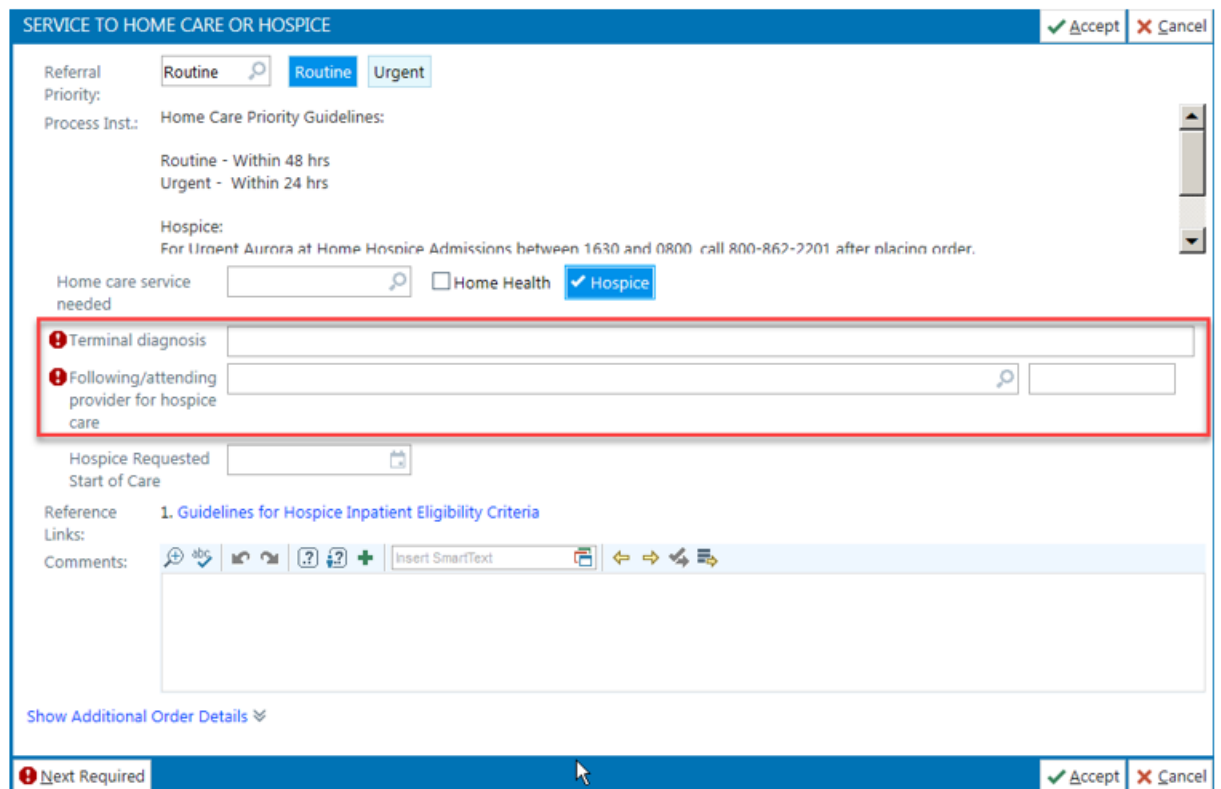 SERVICE TO HOME CARE OR HOSPICE
Accept
Cancel
Referral
Priority:
Routine
Routine
Urgent
Process Inst.:
Home Care Priority Guidelines:
Routine - Within 48 hrs
Urgent - Within 24 hrs
Hospice:
For Urgent Aurora at Home Hospice Admissions between 1630 and 0800 call 800-862-2201 after placing order.
Home care service
needed
Home Health
Hospice
Terminal diagnosis
Following/attending
provider for hospice
care
Hospice Requested
Start of Care
Reference
Links:
1. Guidelines for Hospice Inpatient Eligibility Criteria
Comments:
abc
Insert SmartText
Show Additional Order Details
Next Required
Accept
Cancel